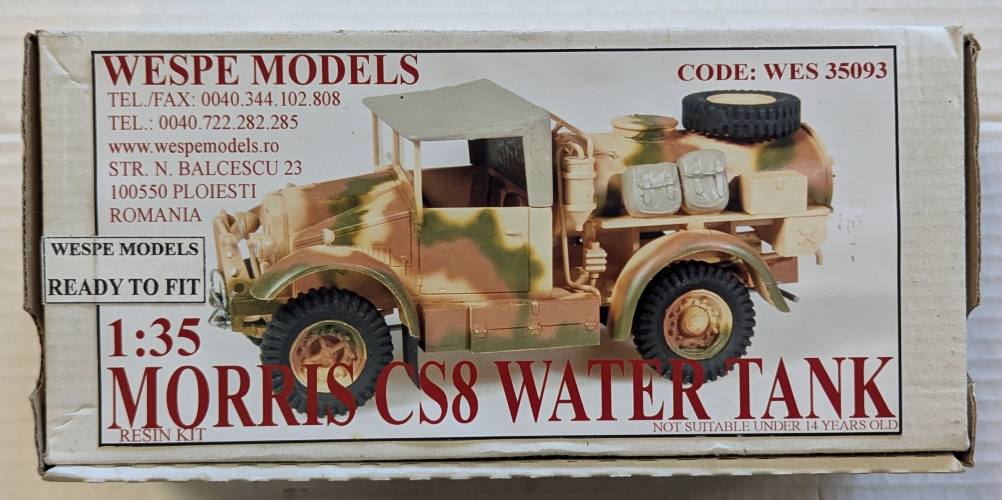 WESPE MODELS
CODE: WES 35093
TEL./FAX: 0040.344.102.808
TEL.: 0040.722.282.285
www.wespemodels.ro
STR. N. BALCESCU 23
100550 PLOIESTI
ROMANIA
WESPE MODELS
READY TO FIT
1:35
MORRIS CS8 WATER TANK
RESIN KIT
NOT SUITABLE UNDER 14 YEARS OLD